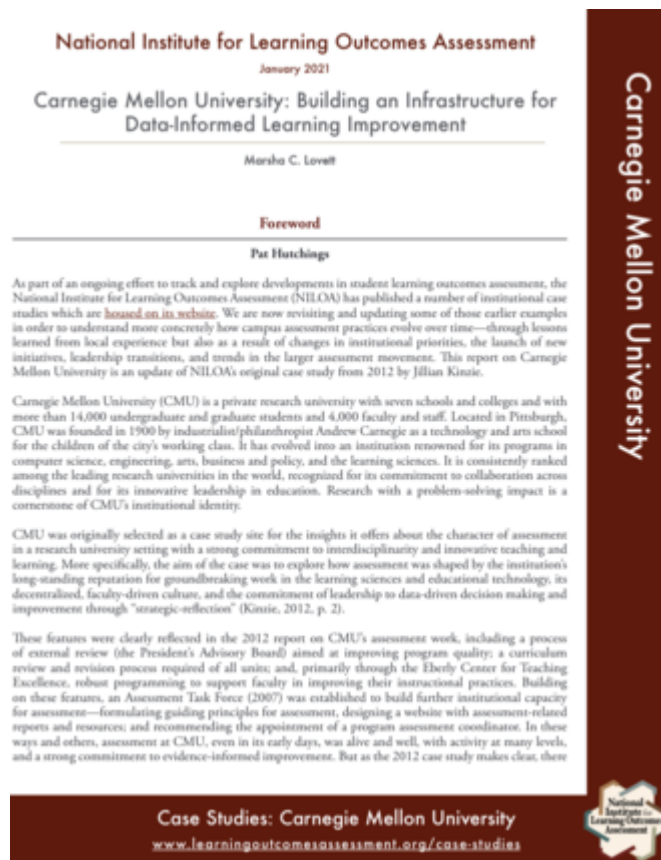 National Institute for Learning Outcomes Assessment
January 2021
Carnegie Mellon University: Building an Infrastructure for
Data-Informed Learning Improvement
Marsha C. Lovett
Foreword
Pat Hutchings
As part of an ongoing effort to track and explore developments in student learning outcomes assessment, the
National Institute for Learning Outcomes Assessment (NILOA) has published a number of institutional case
studies which are housed on its website. We are now revisiting and updating some of those earlier examples
in order to understand more concretely how campus assessment practices evolve over time—through lessons
learned from local experience but also as a result of changes in institutional priorities, the launch of new
initiatives, leadership transitions, and trends in the larger assessment movement. This report on Carnegie
Mellon University is an update of NILOA's original case study from 2012 by Jillian Kinzie.
Carnegie Mellon University (CMU) is a private research university with seven schools and colleges and with
more than 14,000 undergraduate and graduate students and 4,000 faculty and staff. Located in Pittsburgh,
CMU was founded in 1900 by industrialist/philanthropist Andrew Carnegie as a technology and arts school
for the children of the city's working class. It has evolved into an institution renowned for its programs in
computer science, engineering, arts, business and policy, and the learning sciences. It is consistently ranked
among the leading research universities in the world, recognized for its commitment to collaboration across
disciplines and for its innovative leadership in education. Research with a problem-solving impact is a
cornerstone of CMU's institutional identity.
CMU was originally selected as a case study site for the insights it offers about the character of assessment
in a research university setting with a strong commitment to interdisciplinarity and innovative teaching and
learning. More specifically, the aim of the case was to explore how assessment was shaped by the institution's
long-standing reputation for groundbreaking work in the learning sciences and educational technology, its
decentralized, faculty-driven culture, and the commitment of leadership to data-driven decision making and
improvement through "strategic-reflection" (Kinzie, 2012, p. 2).
These features were clearly reflected in the 2012 report on CMU's assessment work, including a process
of external review (the President's Advisory Board) aimed at improving program quality; a curriculum
review and revision process required of all units; and, primarily through the Eberly Center for Teaching
Excellence, robust programming to support faculty in improving their instructional practices. Building
on these features, an Assessment Task Force (2007) was established to build further institutional capacity
for assessment—formulating guiding principles for assessment, designing a website with assessment-related
reports and resources; and recommending the appointment of a program assessment coordinator. In these
ways and others, assessment at CMU, even in its early days, was alive and well, with activity at many levels,
and a strong commitment to evidence-informed improvement. But as the 2012 case study makes clear, there
Carnegie Mellon University
Case Studies: Carnegie Mellon University
www.learningoutcomesassessment.org/case-studies
National
Institute for
Learning Outcomes
Assessment